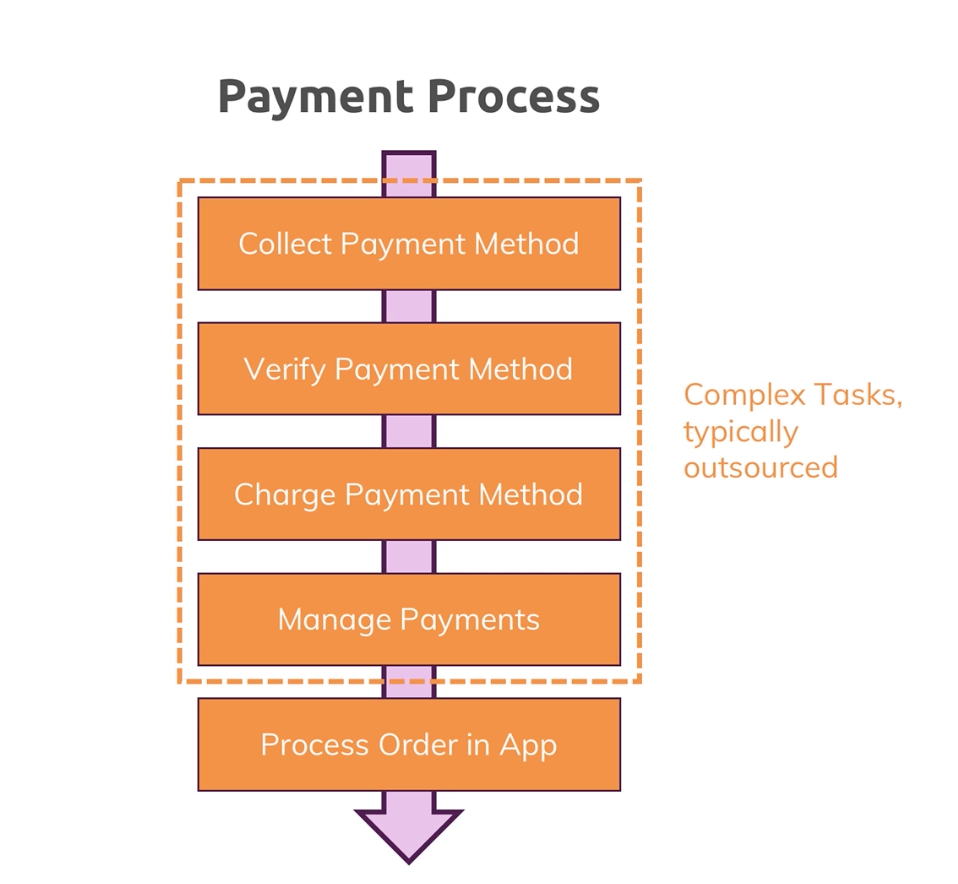 Payment Process
Collect Payment Method
Verify Payment Method
Charge Payment Method
Manage Payments
Process Order in App
Complex Tasks,
typically
outsourced